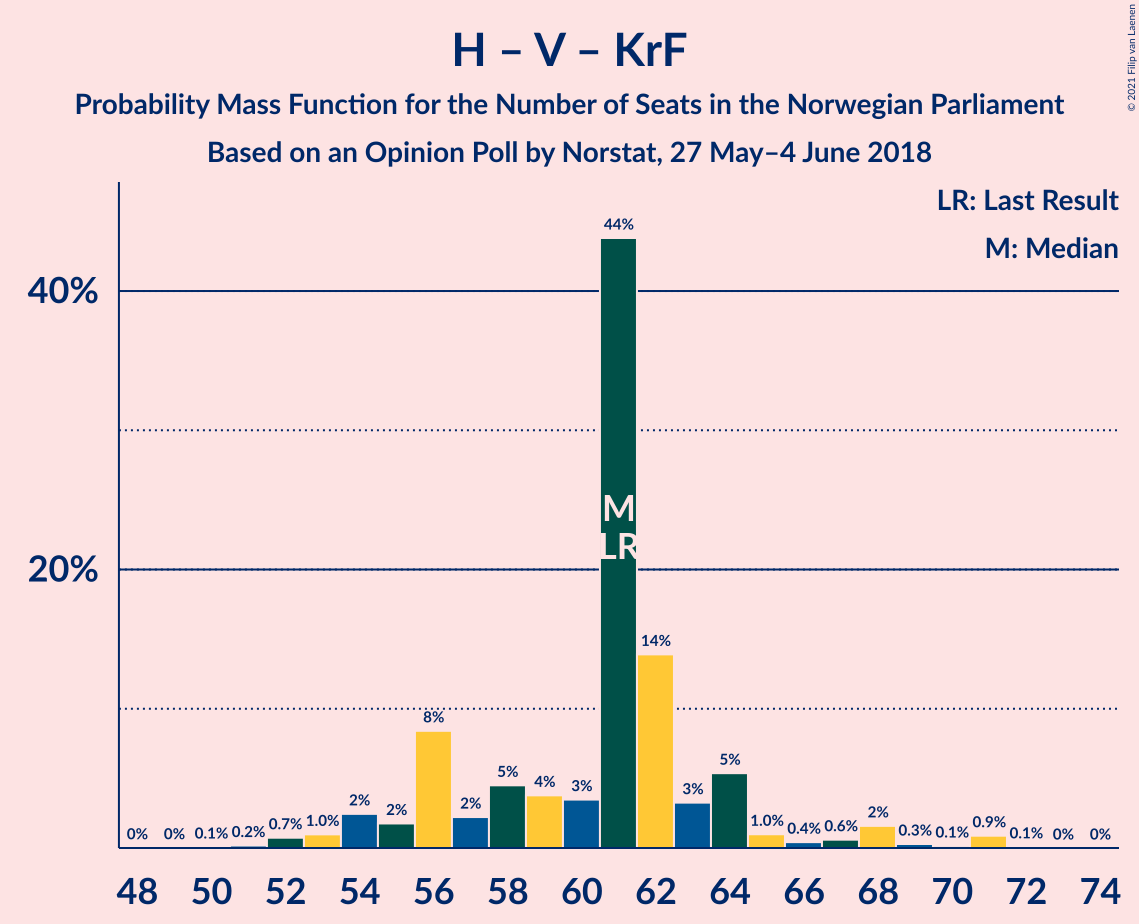 H – V – KrF
Probability Mass Function for the Number of Seats in the Norwegian Parliament
Based on an Opinion Poll by Norstat, 27 May–4 June 2018
© 2021 Filip van Laenen
LR: Last Result
M: Median
40%
20%
0% 0% 0.1% 0.2% 0.7% 1.0% 2% 2% 8% 2% 5% 4% 3% 44% 14% 3% 5% 1.0% 0.4% 0.6% 2% 0.3% 0.1% 0.9% 0.1% 0% 0%
M
LR
48 50 52 54 56 58 60 62 64 66 68 70 72 74